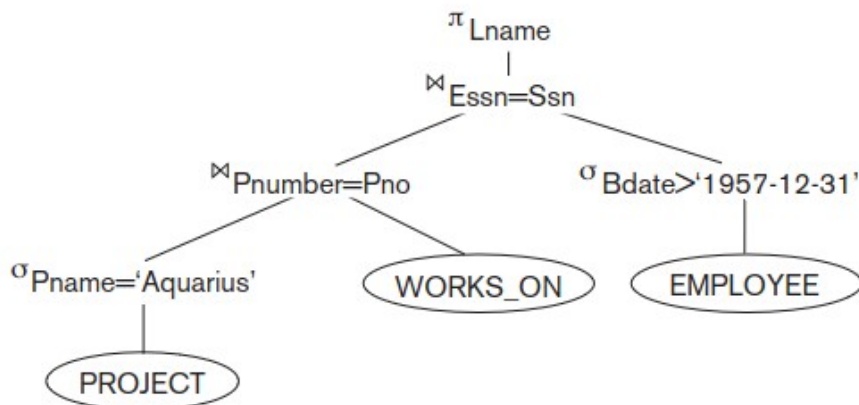 π Lname
⋈ Essn=Ssn
⋈ Pnumber=Pno
σ Bdate>‘1957-12-31’
σ Pname=‘Aquarius’
WORKS_ON
EMPLOYEE
PROJECT